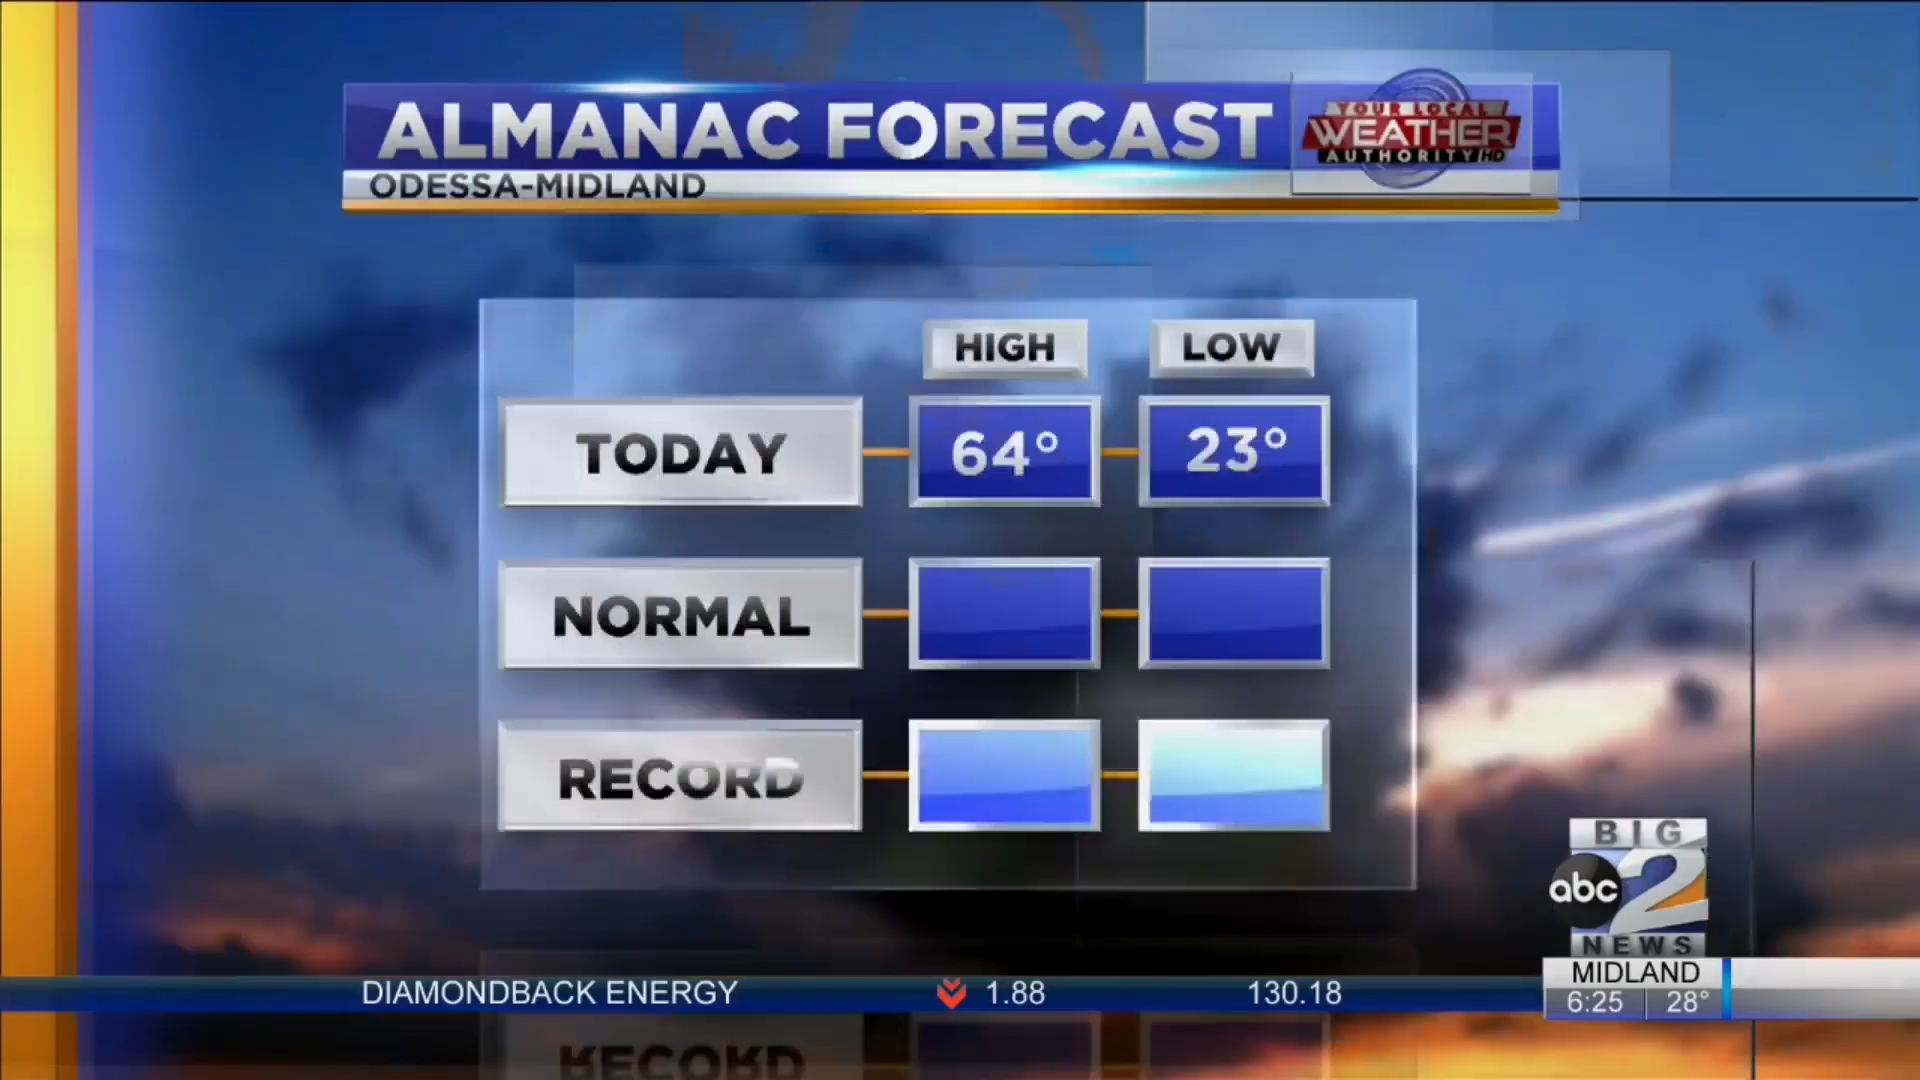 ALMANAC FORECAST
YOUR LOCAL
WEATHER
AUTHORITY HD
ODESSA-MIDLAND
HIGH LOW
TODAY 64° 23°
NORMAL
RECORD
BIG
abc 2
NEWS
DIAMONDBACK ENERGY 1.88 130.18
MIDLAND
6:25 28°
RECORD